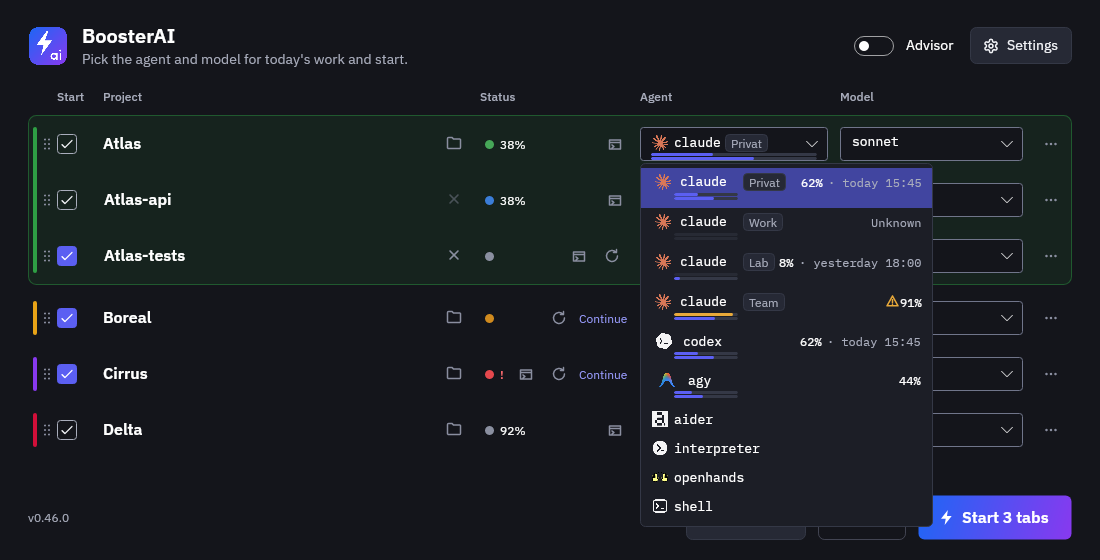 ai
BoosterAI
Pick the agent and model for today's work and start.
Advisor
Settings
Start Project Status Agent Model
Atlas 38% claude Privat sonnet
claude Privat 62% · today 15:45
Atlas-api 38%
claude Work Unknown
Atlas-tests
claude Lab 8% · yesterday 18:00
claude Team 91%
Boreal Continue
codex 62% · today 15:45
Cirrus ! Continue
agy 44%
aider
Delta 92%
interpreter
openhands
shell
v0.46.0
Start 3 tabs